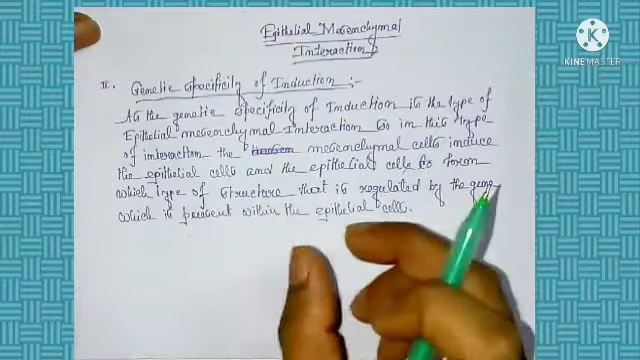 Epithelial Mesenchymal
Interaction
II. Genetic Specificity of Induction :-
As the genetic specificity of Induction is the type of
Epithelial mesenchymal Interaction so in this type
of interaction the mesenchymal cells induce
the epithelial cells and the epithelial cells to form
which type of structure that is regulated by the gene
which is present within the epithelial cells.
KINEMASTER